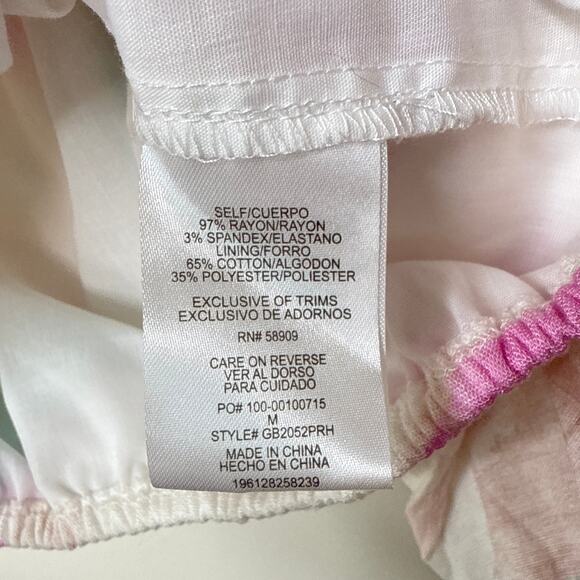 SELF/CUERPO
97% RAYON/RAYON
3% SPANDEX/ELASTANO
LINING/FORRO
65% COTTON/ALGODON
35% POLYESTER/POLIESTER
EXCLUSIVE OF TRIMS
EXCLUSIVO DE ADORNOS
RN# 58909
CARE ON REVERSE
VER AL DORSO
PARA CUIDADO
PO# 100-00100715
M
STYLE# GB2052PRH
MADE IN CHINA
HECHO EN CHINA
196128258239